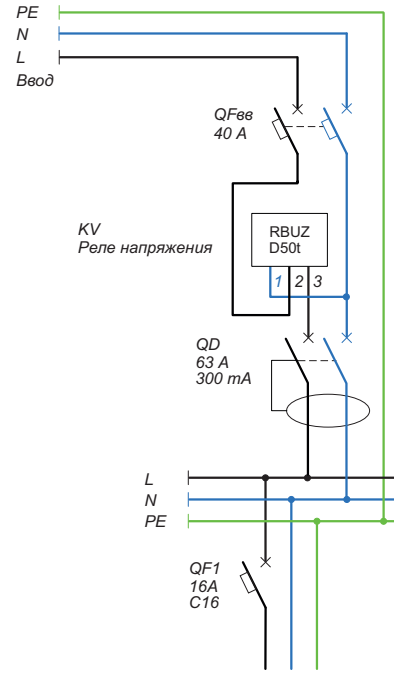 PE
N
L
Ввод
QFвв
40 A
KV
Реле напряжения
RBUZ
D50t
1 2 3
QD
63 A
300 mA
L
N
PE
QF1
16A
C16